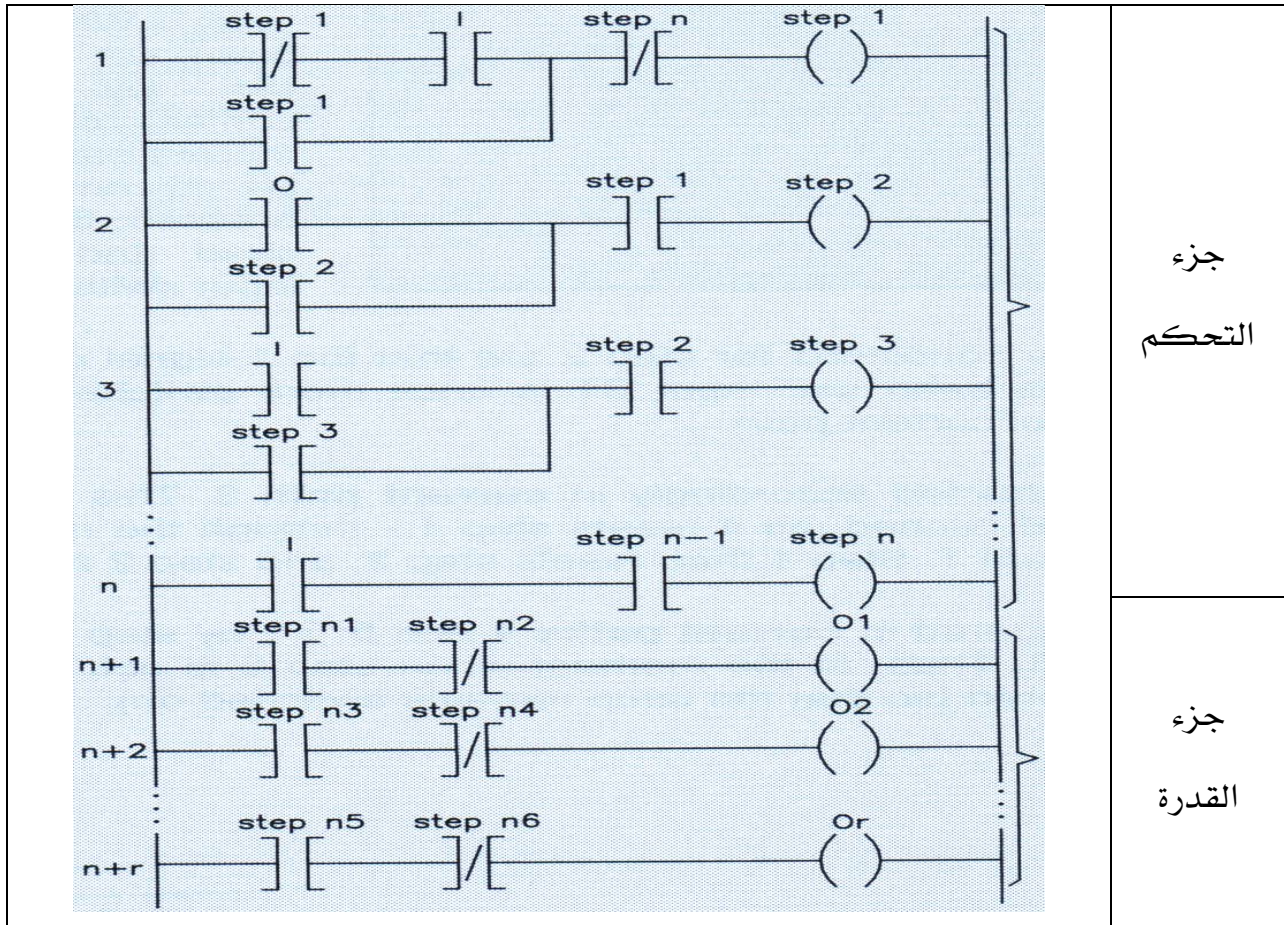 step 1 I step n step 1
1
step 1
O step 1 step 2
2
step 2
I step 2 step 3
3
step 3
I step n-1 step n
n
step n1 step n2 O1
n+1
step n3 step n4 O2
n+2
step n5 step n6 Or
n+r
جزء
التحكم
جزء
القدرة